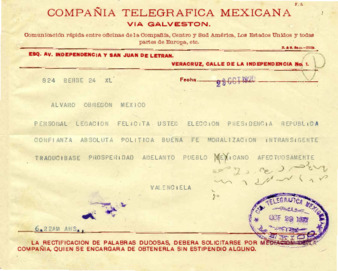 COMPAÑIA TELEGRAFICA MEXICANA
VIA GALVESTON.
Comunicación rápida entre oficinas de la Compañía, Centro y Sud América, Los Estados Unidos y todas
partes de Europa, etc.
ESQ. AV. INDEPENDENCIA Y SAN JUAN DE LETRAN.
VERACRUZ, CALLE DE LA INDEPENDENCIA No.
Fecha
624 BERNE 24 XL
ALVARO OBREGON MEXICO
PERSONAL LEGACION FELICITA USTED ELECCION PRESIDENCIA REPUBLICA
CONFIANZA ABSOLUTA POLITICA BUENA FE MORALIZACION INTRANSIGENTE
TRADUCIRASE PROSPERIDAD ADELANTO PUEBLO MEXICANO AFECTUOSAMENTE
VALENZUELA
CIA. TELEGRAFICA MEXICANA
LA RECTIFICACION DE PALABRAS DUDOSAS, DEBERA SOLICITARSE POR MEDIACION DE LA
COMPAÑIA, QUIEN SE ENCARGARA DE OBTENERLA SIN ESTIPENDIO ALGUNO.